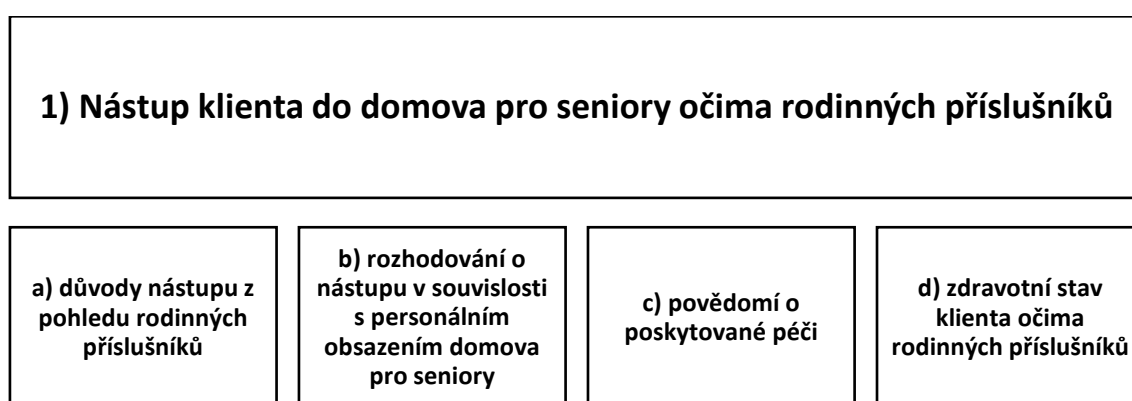 1) Nástup klienta do domova pro seniory očima rodinných příslušníků
a) důvody nástupu z
pohledu rodinných
příslušníků
b) rozhodování o
nástupu v souvislosti
s personálním
obsazením domova
pro seniory
c) povědomí o
poskytované péči
d) zdravotní stav
klienta očima
rodinných příslušníků